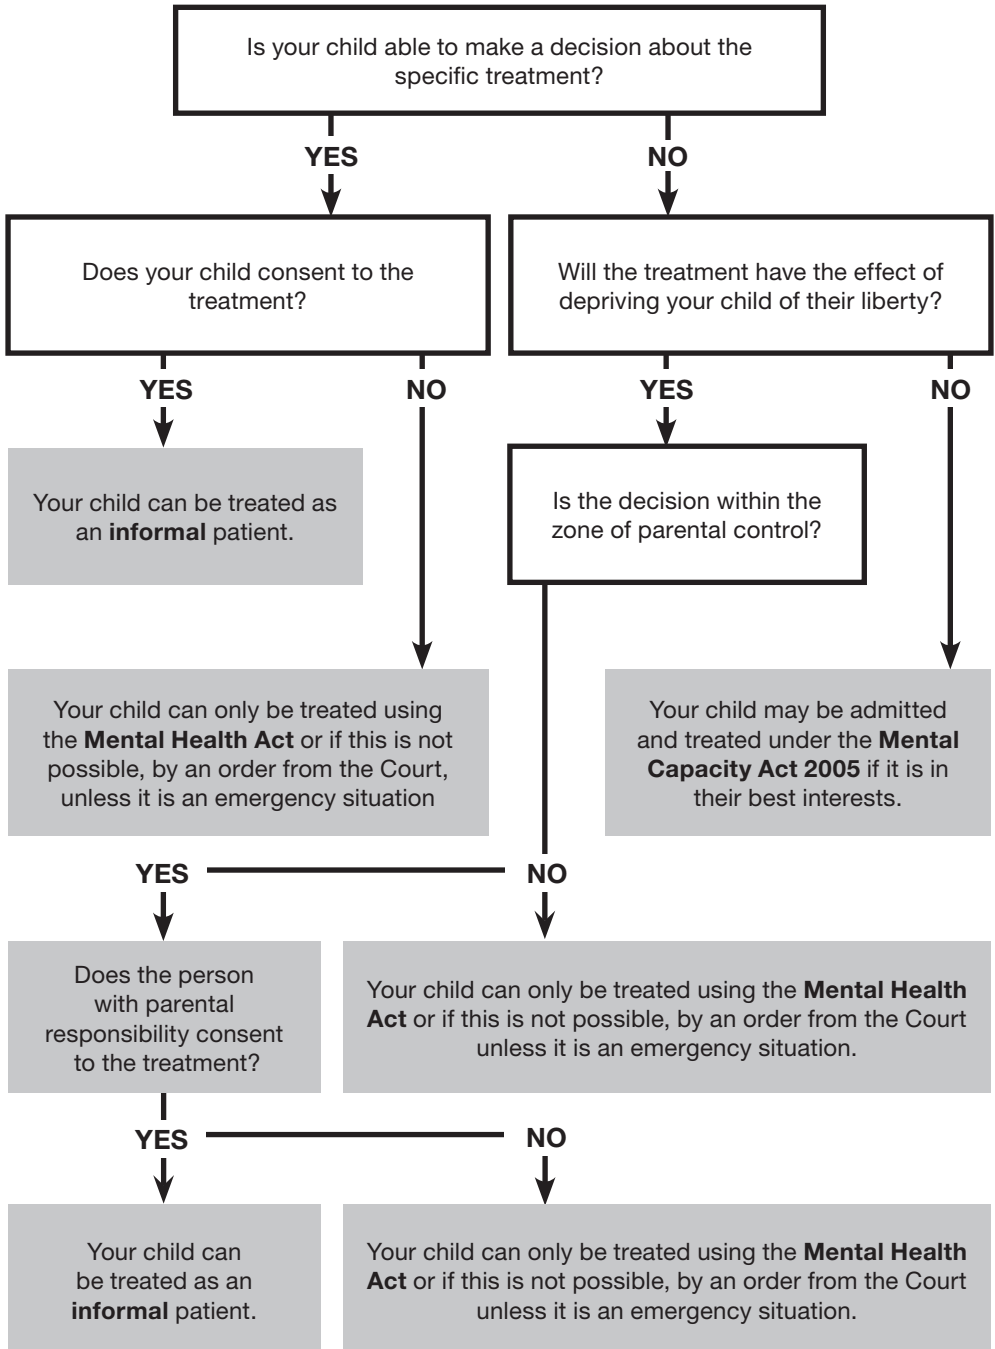 Is your child able to make a decision about the
specific treatment?
YES
NO
Does your child consent to the
treatment?
Will the treatment have the effect of
depriving your child of their liberty?
YES
NO
YES
NO
Your child can be treated as
an informal patient.
Is the decision within the
zone of parental control?
Your child can only be treated using
the Mental Health Act or if this is not
possible, by an order from the Court,
unless it is an emergency situation
Your child may be admitted
and treated under the Mental
Capacity Act 2005 if it is in
their best interests.
YES
NO
Does the person
with parental
responsibility consent
to the treatment?
Your child can only be treated using the Mental Health
Act or if this is not possible, by an order from the Court
unless it is an emergency situation.
YES
NO
Your child can
be treated as an
informal patient.
Your child can only be treated using the Mental Health
Act or if this is not possible, by an order from the Court
unless it is an emergency situation.